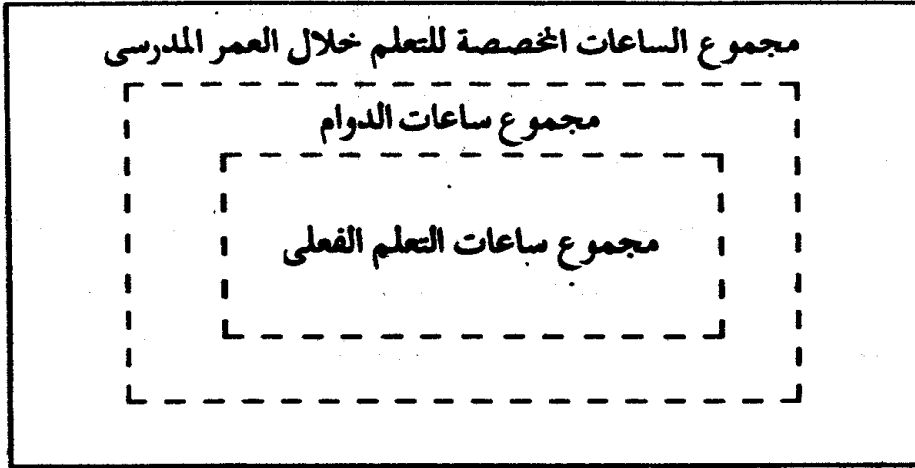 مجموع الساعات المخصصة للتعلم خلال العمر المدرسى
مجموع ساعات الدوام
مجموع ساعات التعلم الفعلى